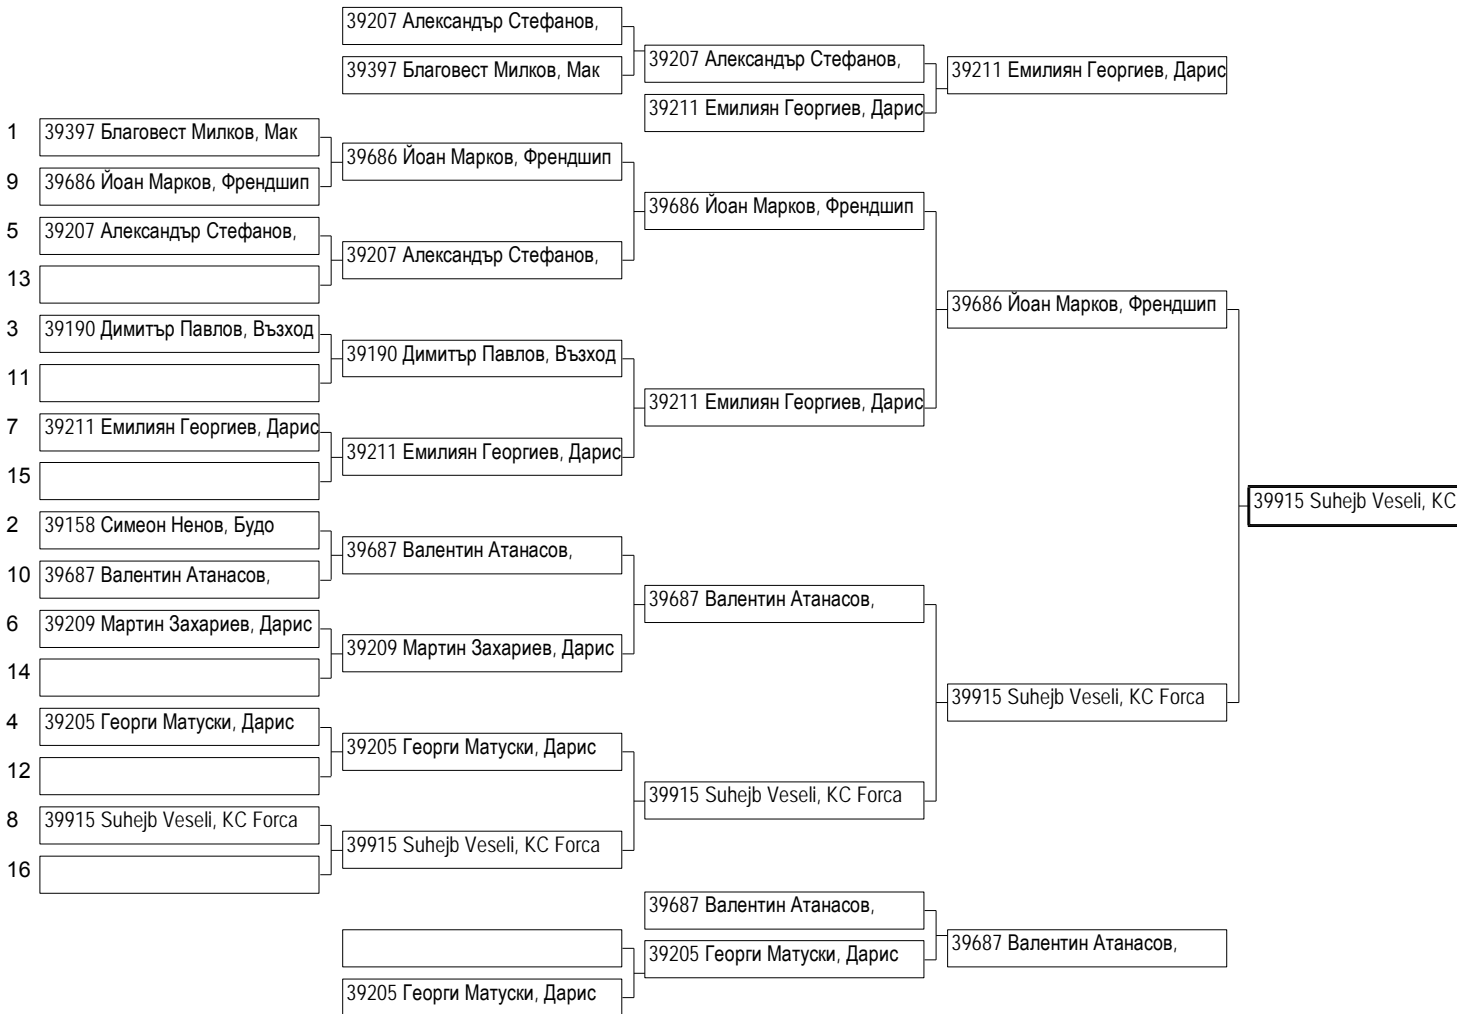 39207 Александър Стефанов,
39397 Благовест Милков, Мак
39207 Александър Стефанов,
39211 Емилиян Георгиев, Дарис
39211 Емилиян Георгиев, Дарис
1 39397 Благовест Милков, Мак
9 39686 Йоан Марков, Френдшип
5 39207 Александър Стефанов,
13
3 39190 Димитър Павлов, Възход
11
7 39211 Емилиян Георгиев, Дарис
15
2 39158 Симеон Ненов, Будо
10 39687 Валентин Атанасов,
6 39209 Мартин Захариев, Дарис
14
4 39205 Георги Матуски, Дарис
12
8 39915 Suhejb Veseli, KC Forca
16
39686 Йоан Марков, Френдшип
39207 Александър Стефанов,
39190 Димитър Павлов, Възход
39211 Емилиян Георгиев, Дарис
39687 Валентин Атанасов,
39209 Мартин Захариев, Дарис
39205 Георги Матуски, Дарис
39915 Suhejb Veseli, KC Forca
39686 Йоан Марков, Френдшип
39211 Емилиян Георгиев, Дарис
39687 Валентин Атанасов,
39915 Suhejb Veseli, KC Forca
39686 Йоан Марков, Френдшип
39915 Suhejb Veseli, KC Forca
39915 Suhejb Veseli, KC
39205 Георги Матуски, Дарис
39687 Валентин Атанасов,
39205 Георги Матуски, Дарис
39687 Валентин Атанасов,